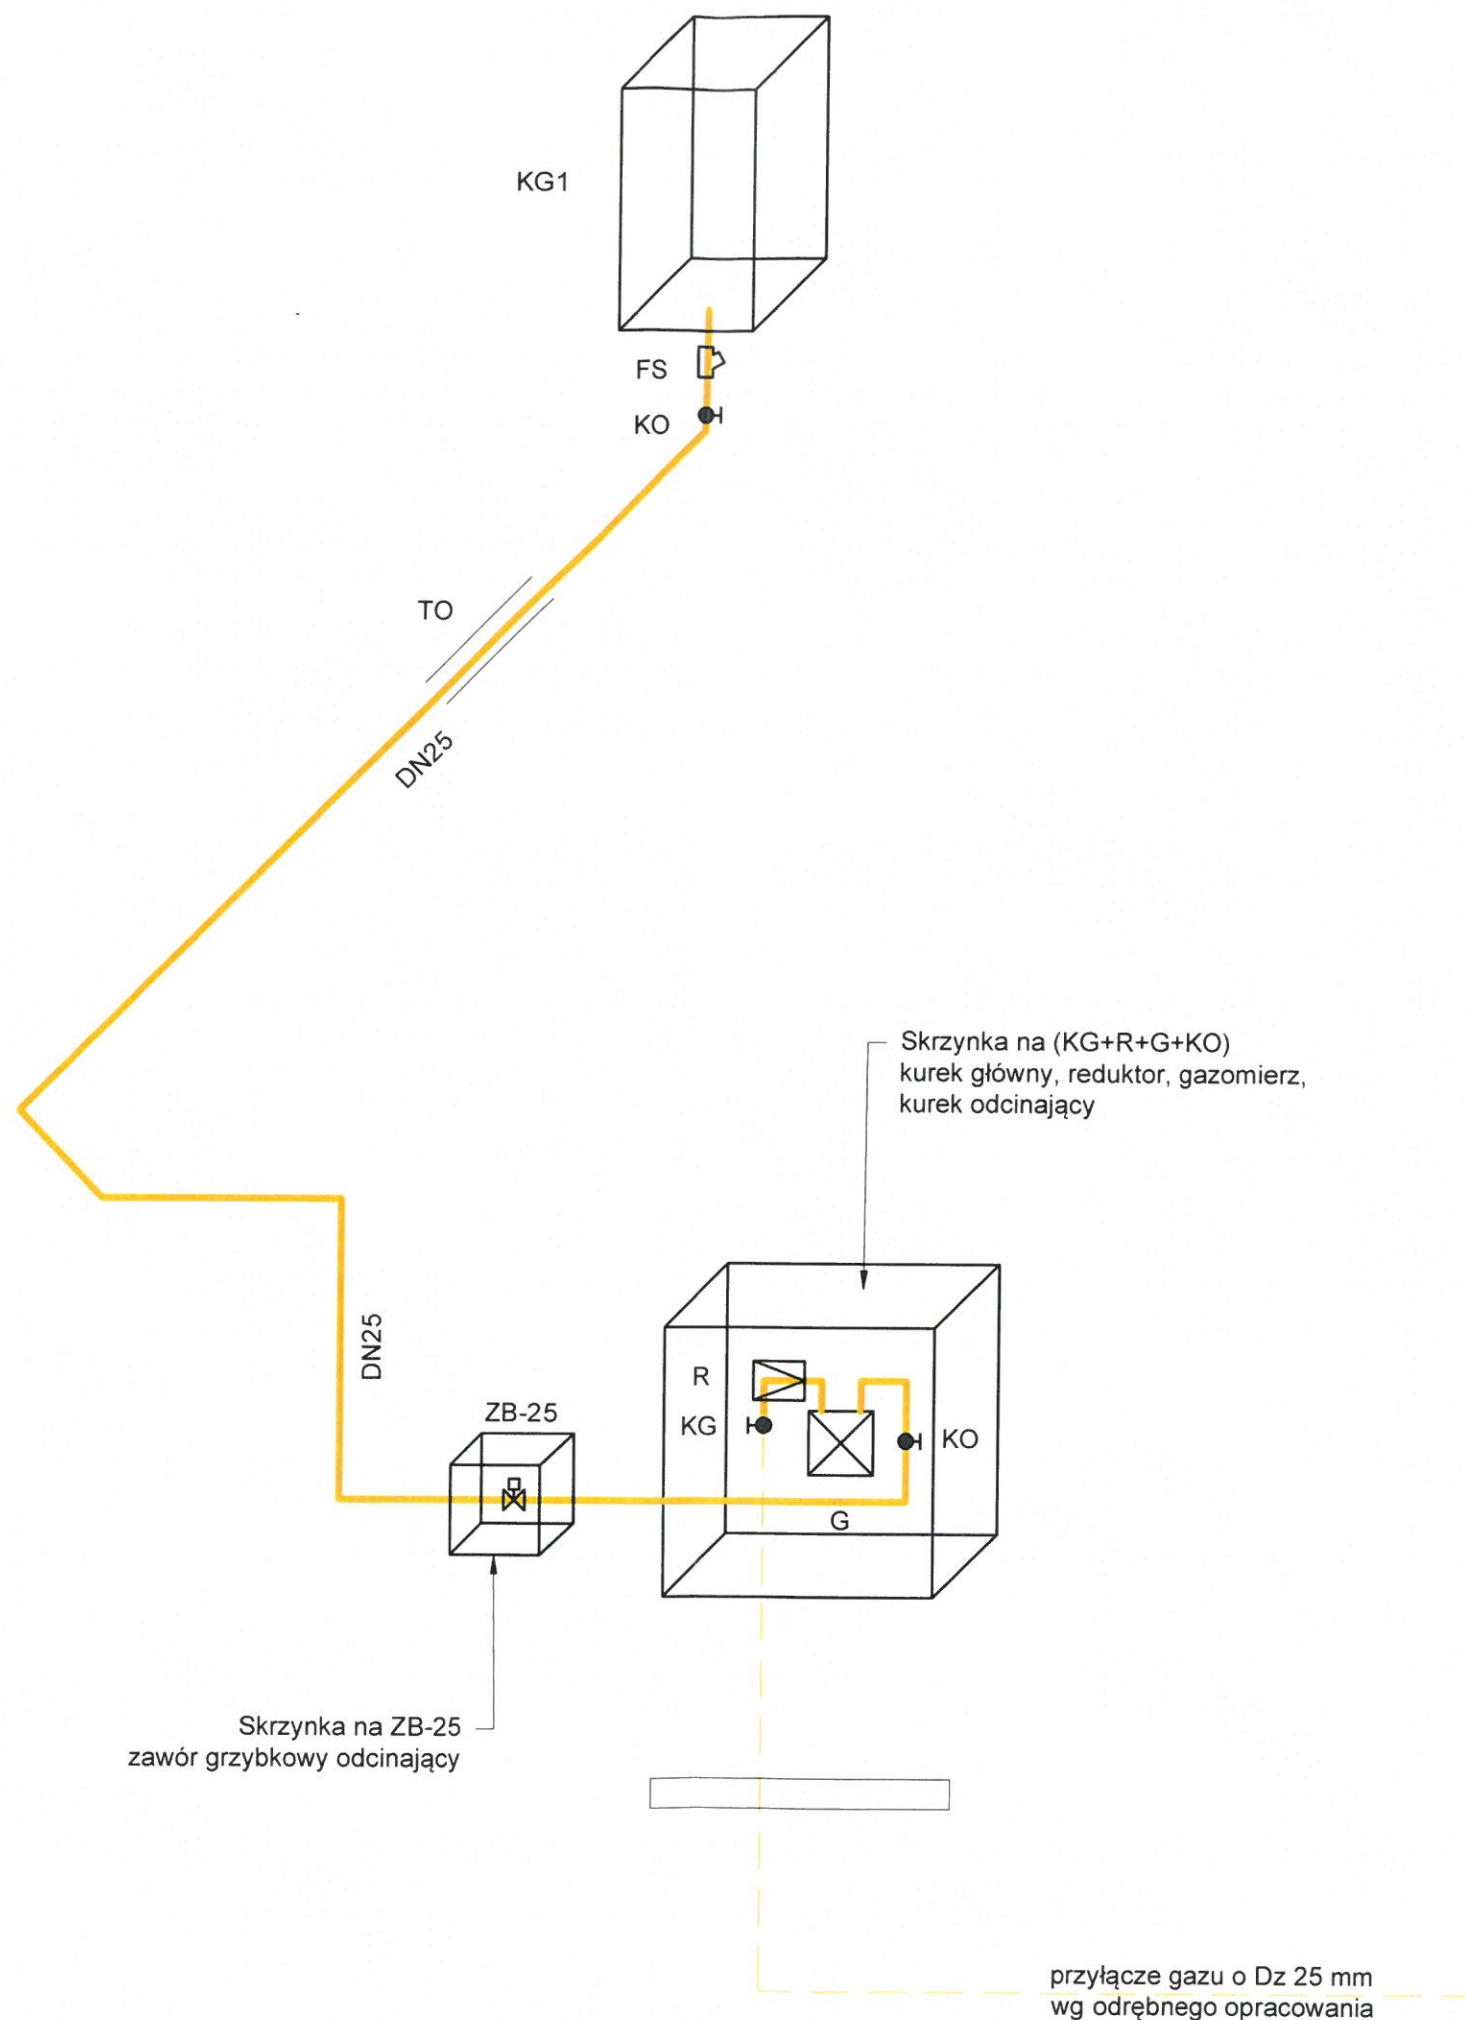 KG1
FS
KO
TO
DN25
Skrzynka na (KG+R+G+KO)
kurek główny, reduktor, gazomierz,
kurek odcinający
DN25
R
KG
KO
ZB-25
G
Skrzynka na ZB-25
zawór grzybkowy odcinający
przyłącze gazu o Dz 25 mm
wg odrębnego opracowania